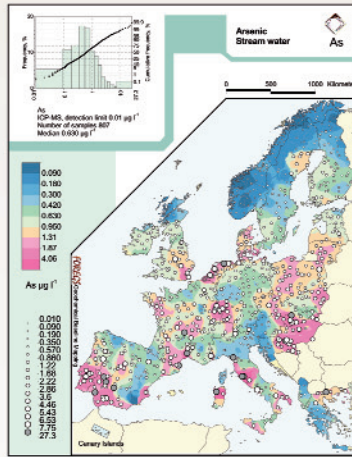 Arsenic
Stream water
As
Frequency, %
Cumulative frequency, %
0 500 1000 Kilometers
As
ICP-MS, detection limit 0.01 µg l⁻¹
Number of samples 807
Median 0.630 µg l⁻¹
0.090
0.180
0.300
0.420
0.630
0.950
1.31
1.87
4.06
As µg l⁻¹
0.010
0.090
0.190
0.350
0.570
0.860
1.22
1.68
2.22
2.86
3.6
4.46
5.43
6.53
7.75
27.3
Canary Islands